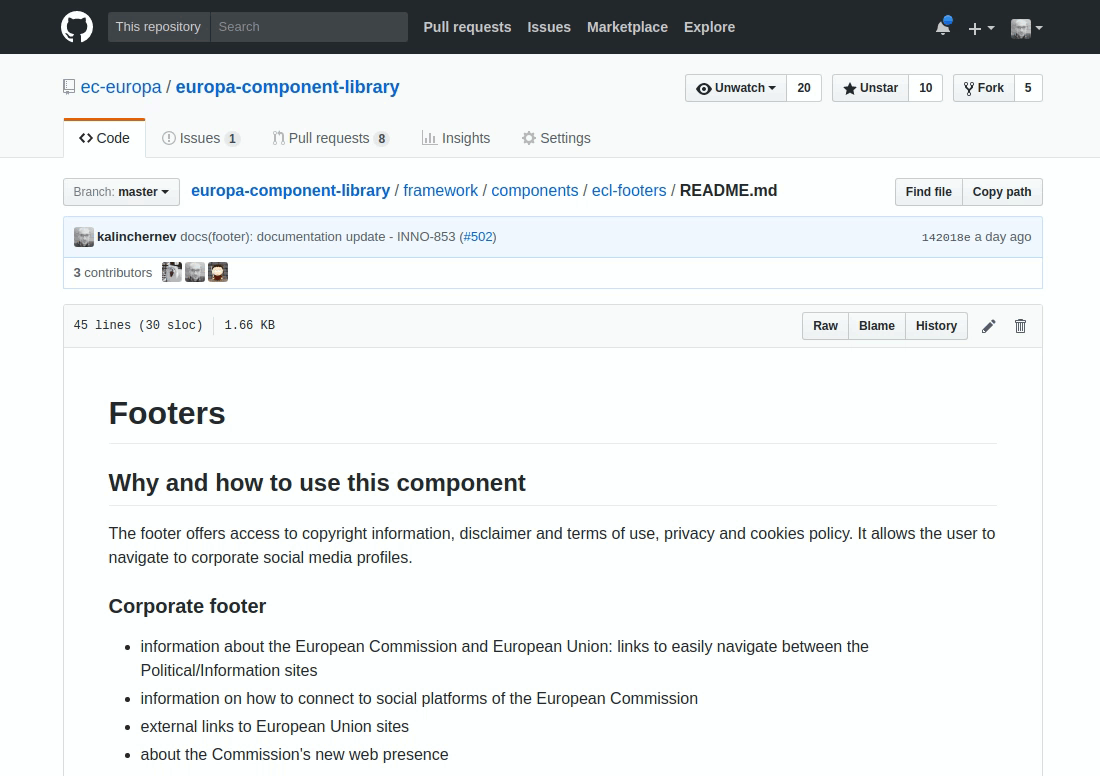 This repository Search Pull requests Issues Marketplace Explore
ec-europa / europa-component-library Unwatch 20 Unstar 10 Fork 5
Code Issues 1 Pull requests 8 Insights Settings
Branch: master europa-component-library / framework / components / ecl-footers / README.md Find file Copy path
kalinchernev docs(footer): documentation update - INNO-853 (#502) 142018e a day ago
3 contributors
45 lines (30 sloc) 1.66 KB Raw Blame History
Footers
Why and how to use this component
The footer offers access to copyright information, disclaimer and terms of use, privacy and cookies policy. It allows the user to
navigate to corporate social media profiles.
Corporate footer
information about the European Commission and European Union: links to easily navigate between the
Political/Information sites
information on how to connect to social platforms of the European Commission
external links to European Union sites
about the Commission's new web presence